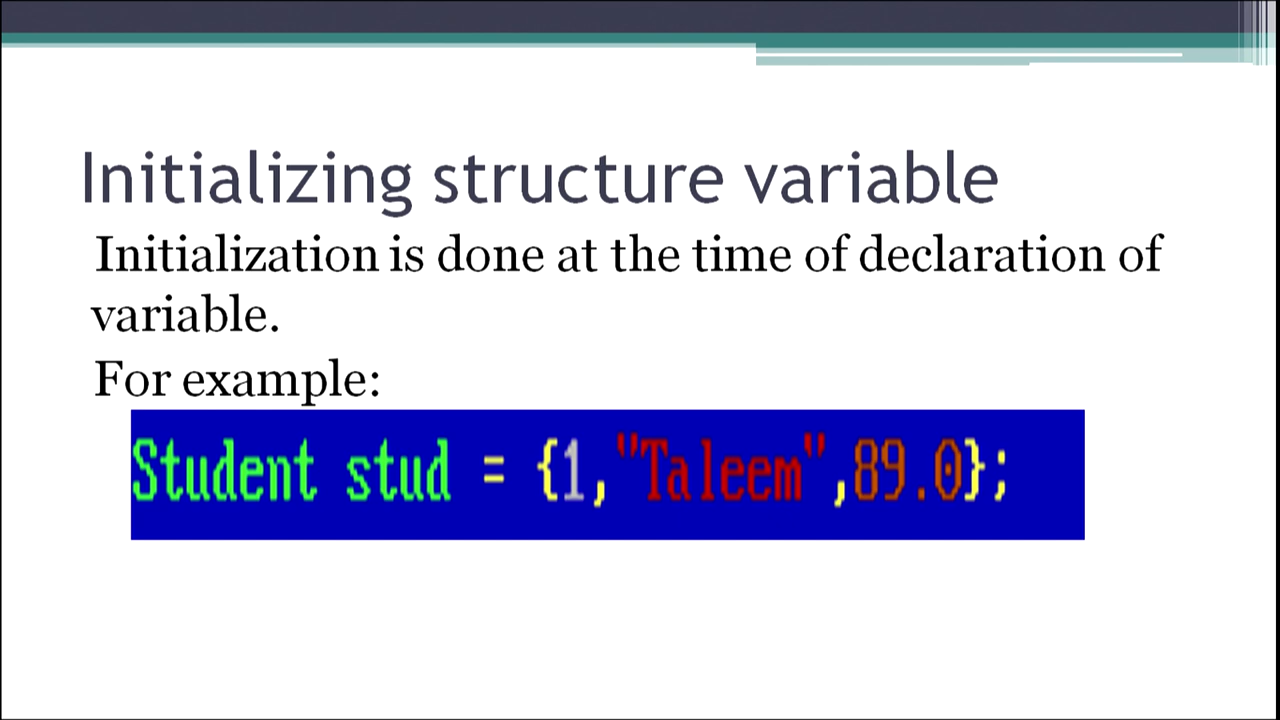 Initializing structure variable
Initialization is done at the time of declaration of
variable.
For example:
Student stud = {1,"Taleem",89.0};